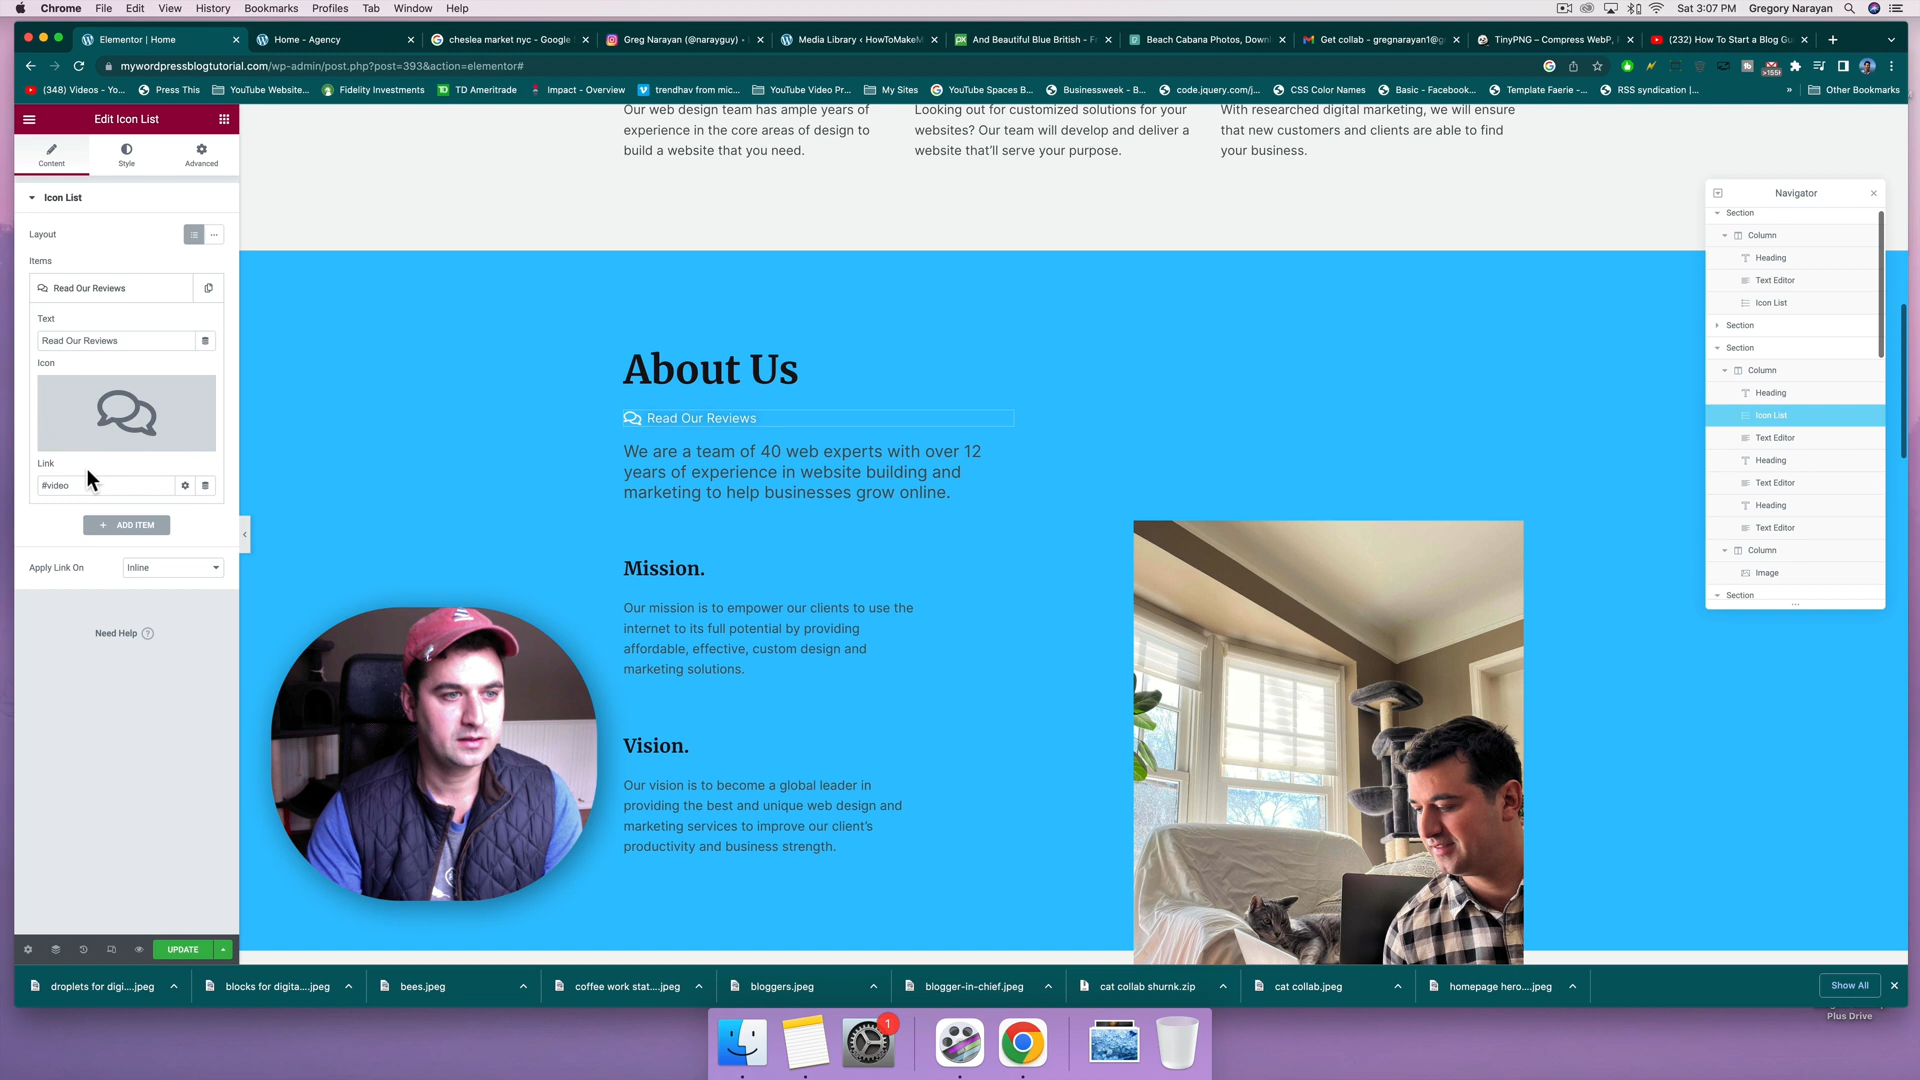 Chrome File Edit View History Bookmarks Profiles Tab Window Help
Sat 3:07 PM Gregory Narayan
Elementor | Home
Home - Agency
cheslea market nyc - Google
Greg Narayan (@narayguy) •
Media Library ‹ HowToMakeM
And Beautiful Blue British - F
Beach Cabana Photos, Down
Get collab - gregnarayan1@g
TinyPNG – Compress WebP,
(232) How To Start a Blog Gu
mywordpressblogtutorial.com/wp-admin/post.php?post=393&action=elementor#
(348) Videos - Yo...
Press This
YouTube Website...
Fidelity Investments
TD Ameritrade
Impact - Overview
trendhav from mic...
YouTube Video Pr...
My Sites
YouTube Spaces B...
Businessweek - B...
code.jquery.com/j...
CSS Color Names
Basic - Facebook...
Template Faerie -...
RSS syndication |...
»
Other Bookmarks
Edit Icon List
Content
Style
Advanced
Icon List
Layout
Items
Read Our Reviews
Text
Read Our Reviews
Icon
Link
#video
+ ADD ITEM
Apply Link On
Inline
Need Help ?
UPDATE
Our web design team has ample years of
experience in the core areas of design to
build a website that you need.
Looking out for customized solutions for your
websites? Our team will develop and deliver a
website that'll serve your purpose.
With researched digital marketing, we will ensure
that new customers and clients are able to find
your business.
About Us
Read Our Reviews
We are a team of 40 web experts with over 12
years of experience in website building and
marketing to help businesses grow online.
Mission.
Our mission is to empower our clients to use the
internet to its full potential by providing
affordable, effective, custom design and
marketing solutions.
Vision.
Our vision is to become a global leader in
providing the best and unique web design and
marketing services to improve our client's
productivity and business strength.
Navigator
Section
Column
Heading
Text Editor
Icon List
Section
Section
Column
Heading
Icon List
Text Editor
Heading
Text Editor
Heading
Text Editor
Column
Image
Section
droplets for digi....jpeg
blocks for digita....jpeg
bees.jpeg
coffee work stat....jpeg
bloggers.jpeg
blogger-in-chief.jpeg
cat collab shurnk.zip
cat collab.jpeg
homepage hero....jpeg
Show All
Plus Drive
1